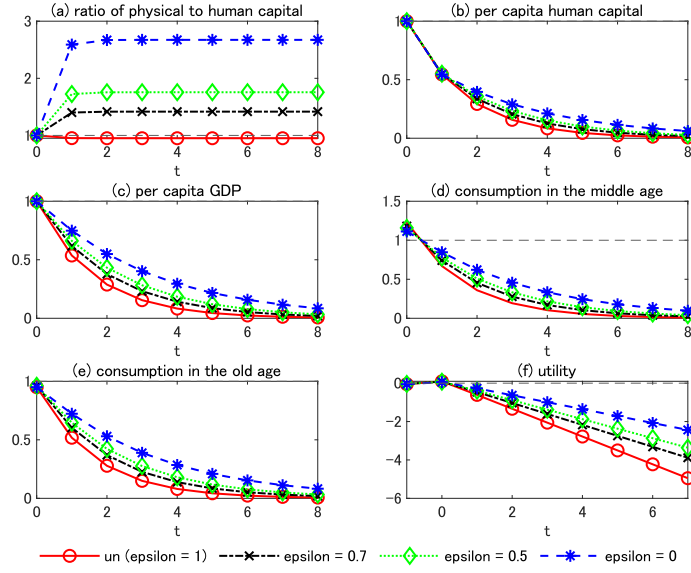 (a) ratio of physical to human capital
3
2
1
0 2 4 6 8
t
(b) per capita human capital
1
0.5
0
0 2 4 6 8
t
(c) per capita GDP
1
0.5
0
0 2 4 6 8
t
(d) consumption in the middle age
1.5
1
0.5
0
0 2 4 6 8
t
(e) consumption in the old age
1
0.5
0
0 2 4 6 8
t
(f) utility
0
-2
-4
-6
0 2 4 6
t
un (epsilon = 1) epsilon = 0.7 epsilon = 0.5 epsilon = 0